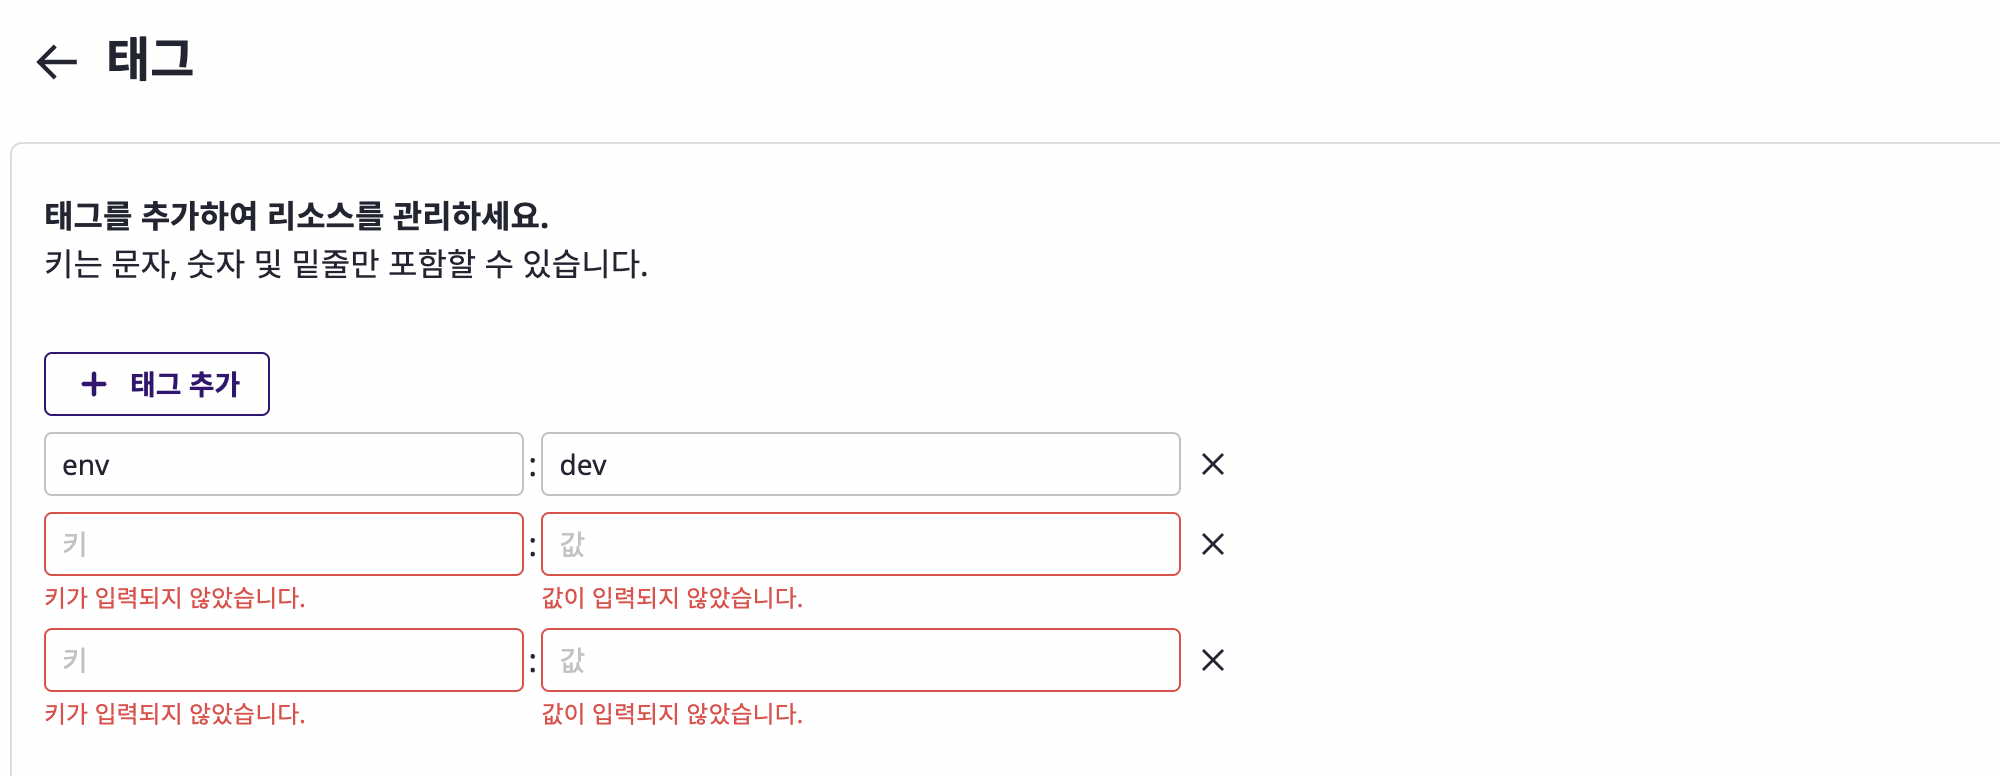 태그
태그를 추가하여 리소스를 관리하세요.
키는 문자, 숫자 및 밑줄만 포함할 수 있습니다.
+ 태그 추가
env : dev
키 : 값
키가 입력되지 않았습니다. 값이 입력되지 않았습니다.
키 : 값
키가 입력되지 않았습니다. 값이 입력되지 않았습니다.